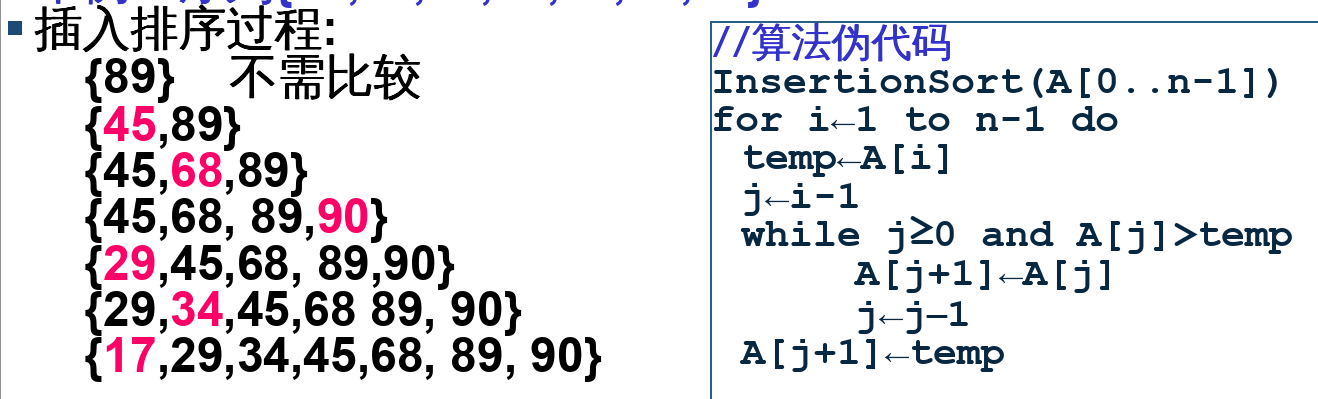 插入排序过程:
{89} 不需比较
{45,89}
{45,68,89}
{45,68, 89,90}
{29,45,68, 89,90}
{29,34,45,68 89, 90}
{17,29,34,45,68, 89, 90}
//算法伪代码
InsertionSort(A[0..n-1])
for i←1 to n-1 do
temp←A[i]
j←i-1
while j≥0 and A[j]>temp
A[j+1]←A[j]
j←j–1
A[j+1]←temp